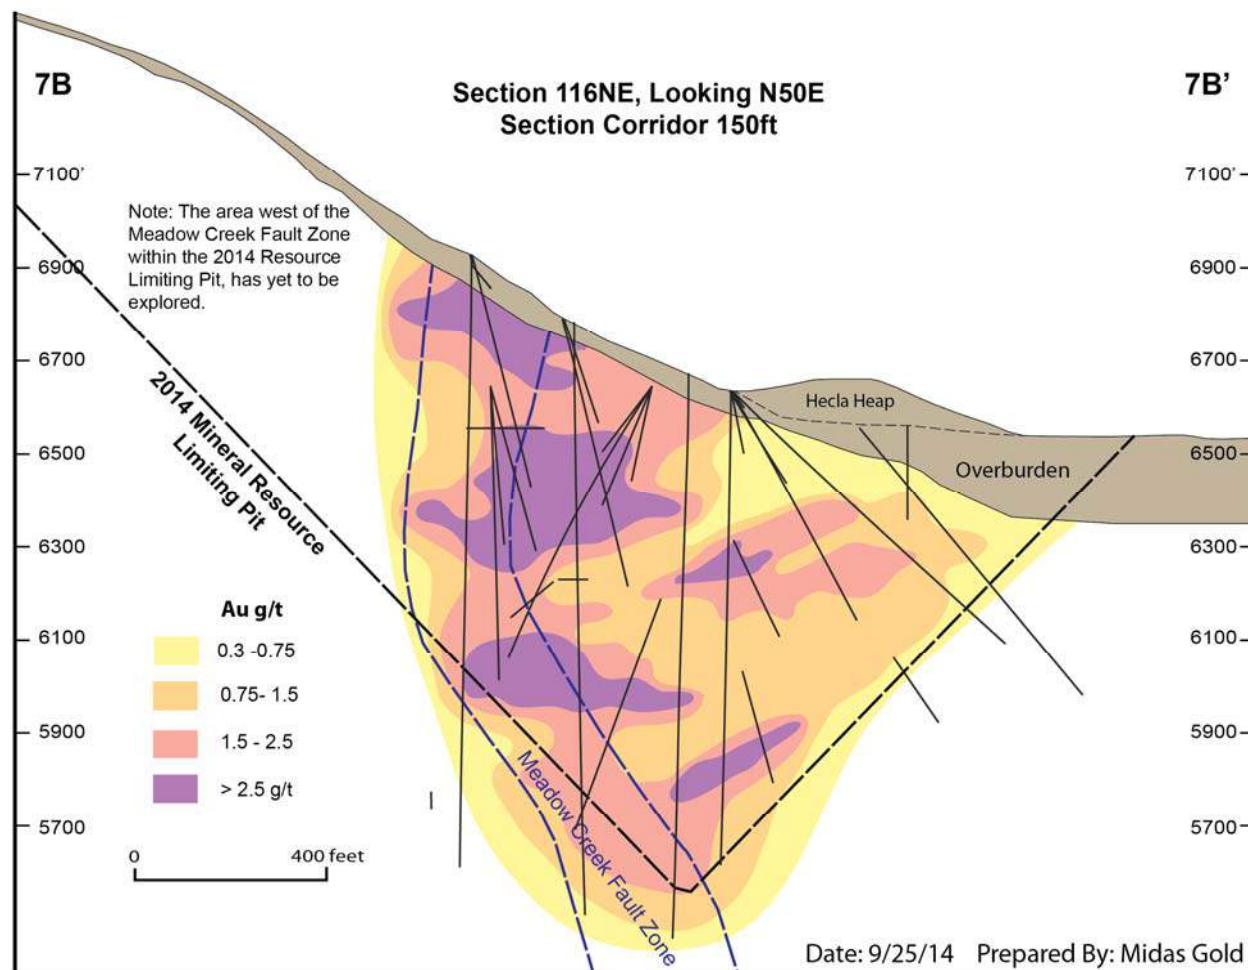 7B
Section 116NE, Looking N50E
Section Corridor 150ft
7B’
7100’
7100’
Note: The area west of the
Meadow Creek Fault Zone
within the 2014 Resource
Limiting Pit, has yet to be
explored.
6900
6900
6700
6700
2014 Mineral Resource
Limiting Pit
Hecla Heap
Overburden
6500
6500
6300
6300
Au g/t
6100
6100
0.3 -0.75
0.75- 1.5
1.5 - 2.5
> 2.5 g/t
5900
5900
Meadow Creek Fault Zone
5700
5700
0
400 feet
Date: 9/25/14 Prepared By: Midas Gold